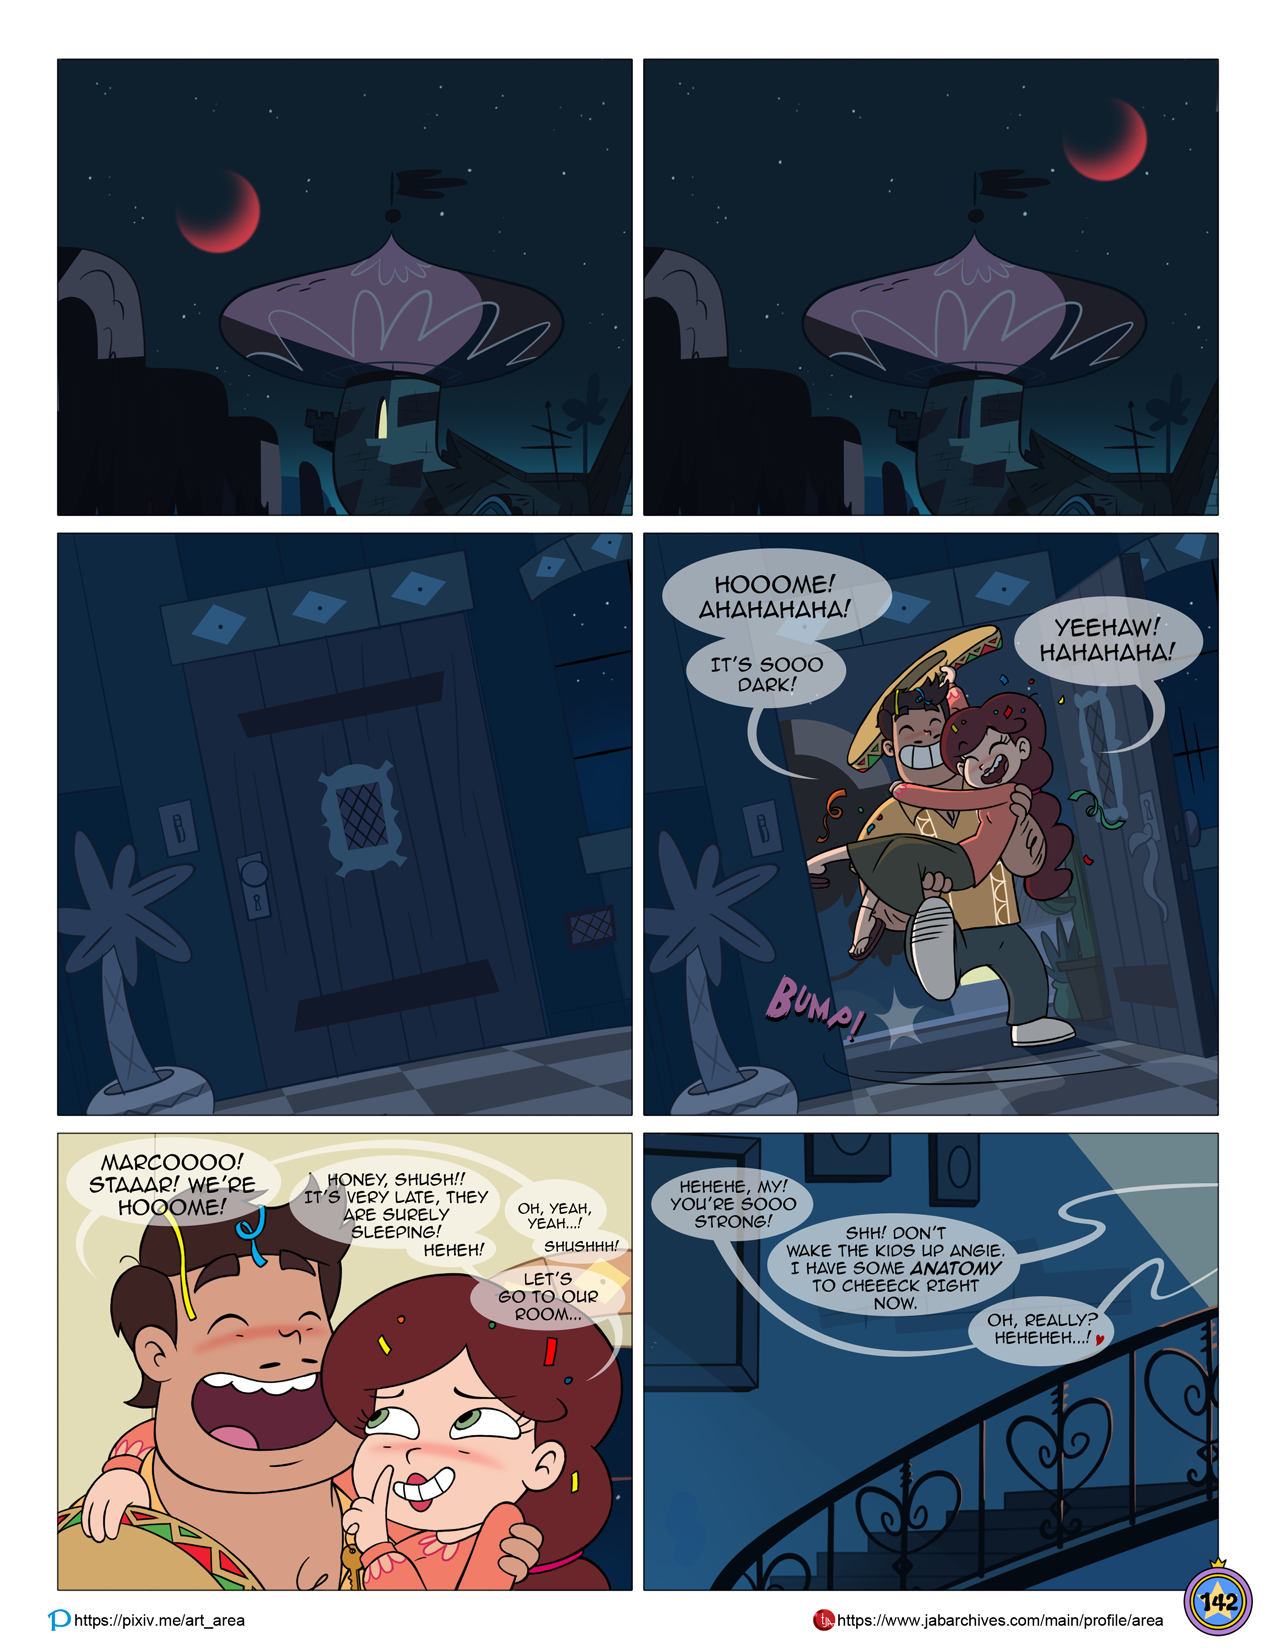 HOOOME!
AHAHAHAHA!
IT'S SOOO
DARK!
YEEHAW!
HAHAHAHA!
BUMP!
MARCOOOO!
STAAAR! WE'RE
HOOOME!
HONEY, SHUSH!!
IT'S VERY LATE, THEY
ARE SURELY
SLEEPING!
HEHEH!
OH, YEAH,
YEAH...!
SHUSHHH!
LET'S
GO TO OUR
ROOM...
HEHEHE, MY!
YOU'RE SOOO
STRONG!
SHH! DON'T
WAKE THE KIDS UP ANGIE.
I HAVE SOME ANATOMY
TO CHEEECK RIGHT
NOW.
OH, REALLY?
HEHEHEH...!
https://pixiv.me/art_area
https://www.jabarchives.com/main/profile/area
142